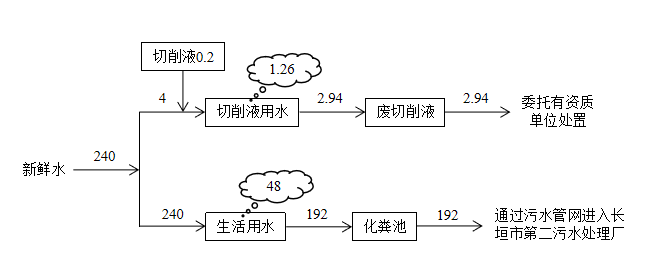 切削液0.2
1.26
4
切削液用水
2.94
废切削液
2.94
委托有资质
单位处置
新鲜水
240
48
240
生活用水
192
化粪池
192
通过污水管网进入长
垣市第二污水处理厂